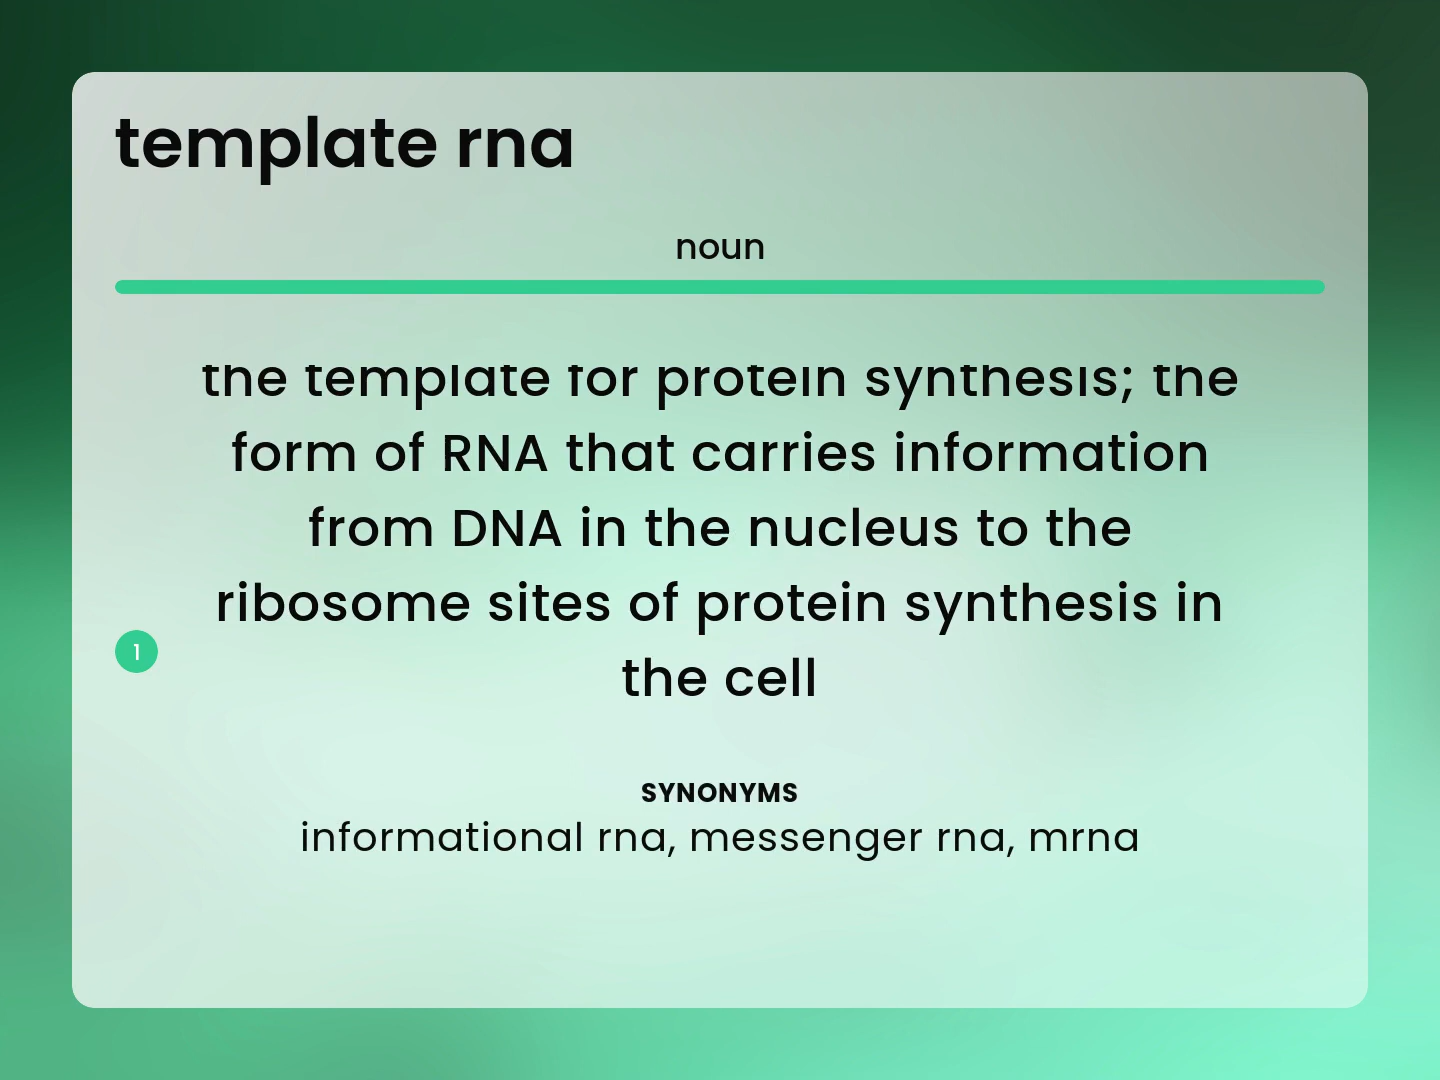 template rna
noun
the template for protein synthesis; the
form of RNA that carries information
from DNA in the nucleus to the
ribosome sites of protein synthesis in
the cell
1
SYNONYMS
informational rna, messenger rna, mrna